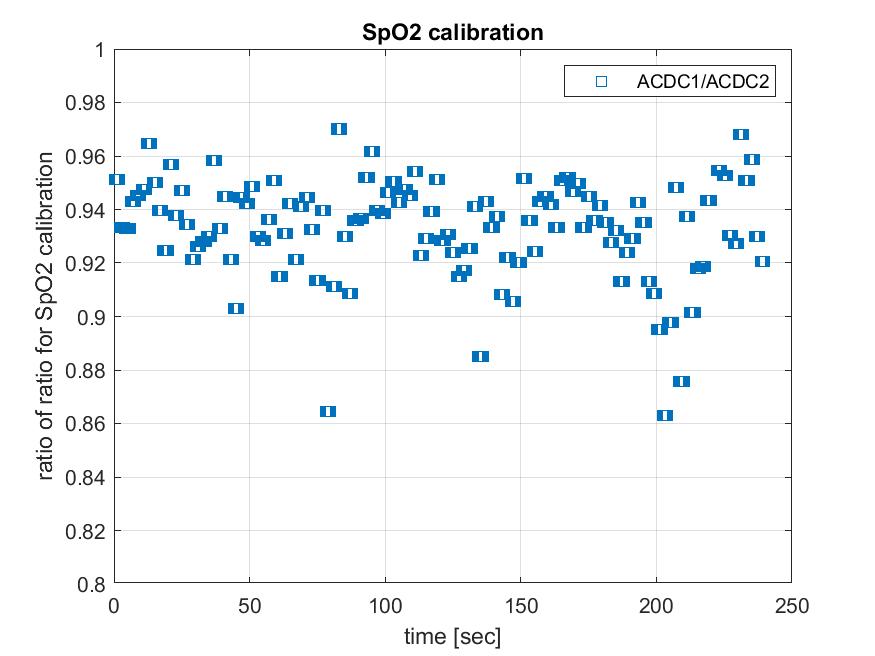 SpO2 calibration
ACDC1/ACDC2
ratio of ratio for SpO2 calibration
1
0.98
0.96
0.94
0.92
0.9
0.88
0.86
0.84
0.82
0.8
0 50 100 150 200 250
time [sec]